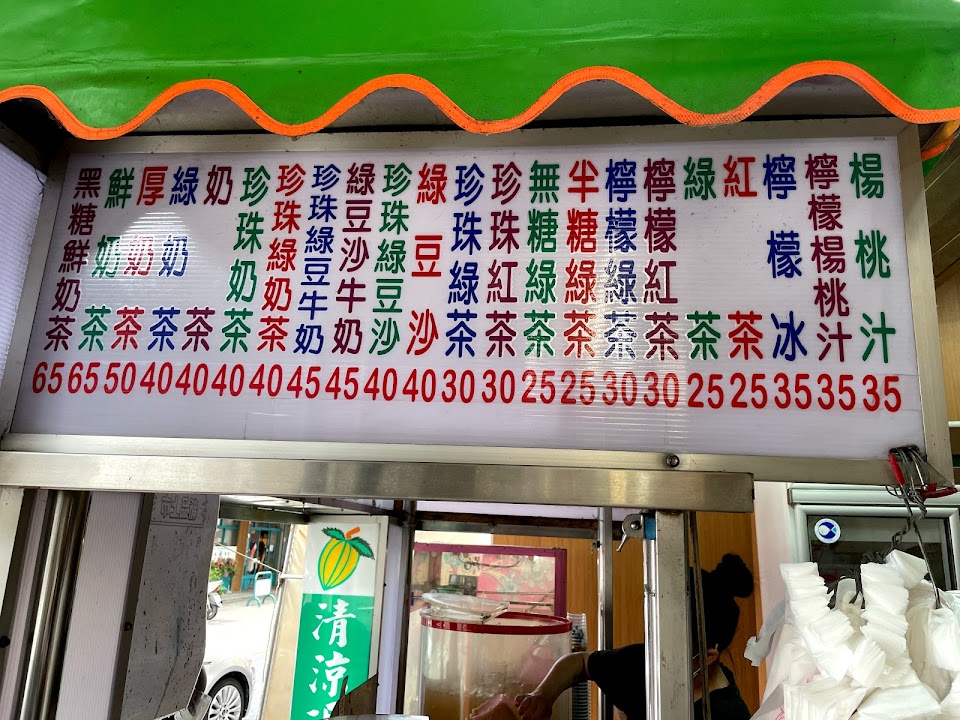 楊桃汁 35
檸檬楊桃汁 35
檸檬冰 35
紅茶 25
綠茶 25
檸檬紅茶 30
檸檬綠茶 30
半糖綠茶 25
無糖綠茶 25
珍珠紅茶 30
珍珠綠茶 30
綠豆沙 40
珍珠綠豆沙 40
綠豆沙牛奶 45
珍珠綠豆牛奶 45
珍珠綠奶茶 40
珍珠奶茶 40
奶茶 40
綠奶茶 40
厚奶茶 50
鮮奶茶 65
黑糖鮮奶茶 65
清涼